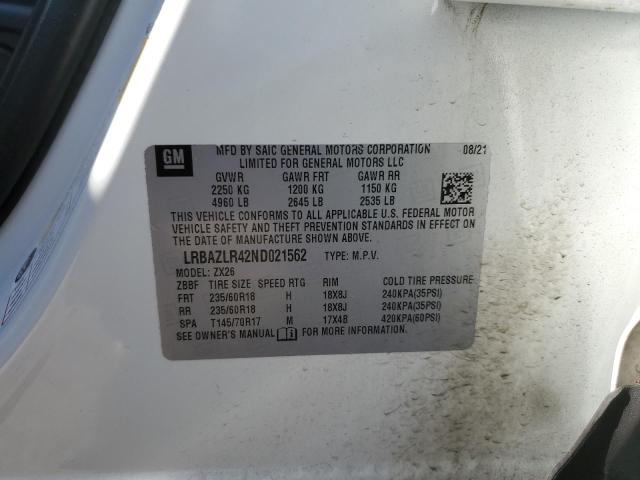 GM MFD BY SAIC GENERAL MOTORS CORPORATION 08/21
LIMITED FOR GENERAL MOTORS LLC
GVWR GAWR FRT GAWR RR
2250 KG 1200 KG 1150 KG
4960 LB 2645 LB 2535 LB
THIS VEHICLE CONFORMS TO ALL APPLICABLE U.S. FEDERAL MOTOR
VEHICLE SAFETY AND THEFT PREVENTION STANDARDS IN EFFECT ON
THE DATE OF MANUFACTURE SHOWN ABOVE.
LRBAZLR42ND021562 TYPE: M.P.V.
MODEL: ZX26
ZBBF TIRE SIZE SPEED RTG RIM COLD TIRE PRESSURE
FRT 235/60R18 H 18X8J 240KPA(35PSI)
RR 235/60R18 H 18X8J 240KPA(35PSI)
SPA T145/70R17 M 17X4B 420KPA(60PSI)
SEE OWNER'S MANUAL FOR MORE INFORMATION.